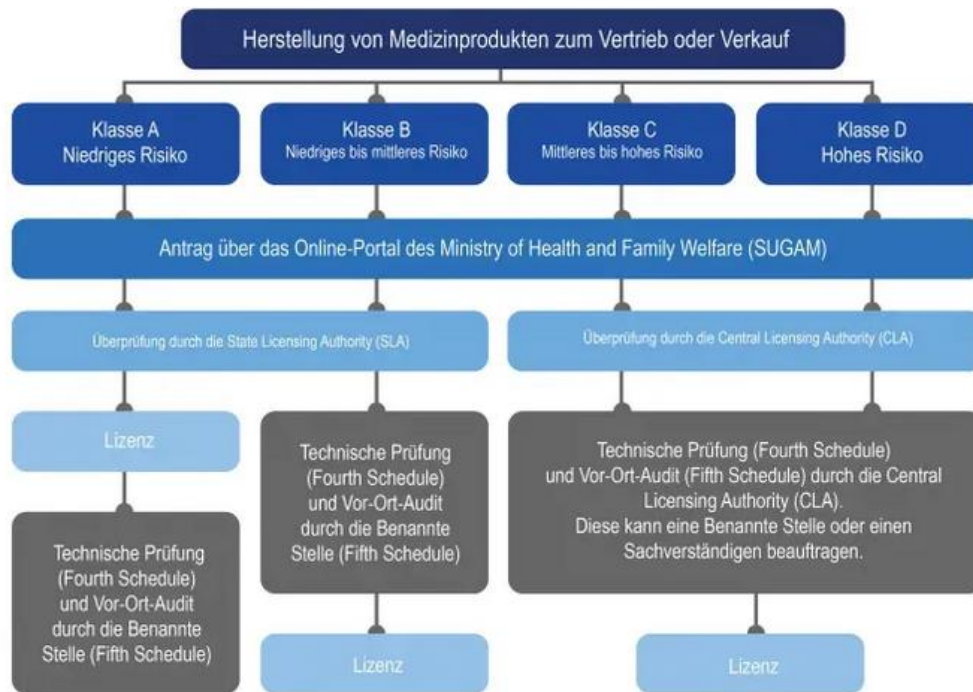 Herstellung von Medizinprodukten zum Vertrieb oder Verkauf
Klasse A
Niedriges Risiko
Klasse B
Niedriges bis mittleres Risiko
Klasse C
Mittleres bis hohes Risiko
Klasse D
Hohes Risiko
Antrag über das Online-Portal des Ministry of Health and Family Welfare (SUGAM)
Überprüfung durch die State Licensing Authority (SLA)
Überprüfung durch die Central Licensing Authority (CLA)
Lizenz
Technische Prüfung
(Fourth Schedule)
und Vor-Ort-Audit
durch die Benannte
Stelle (Fifth Schedule)
Technische Prüfung
(Fourth Schedule)
und Vor-Ort-Audit
durch die Benannte
Stelle (Fifth Schedule)
Lizenz
Technische Prüfung (Fourth Schedule)
und Vor-Ort-Audit (Fifth Schedule) durch die Central
Licensing Authority (CLA).
Diese kann eine Benannte Stelle oder einen
Sachverständigen beauftragen.
Lizenz